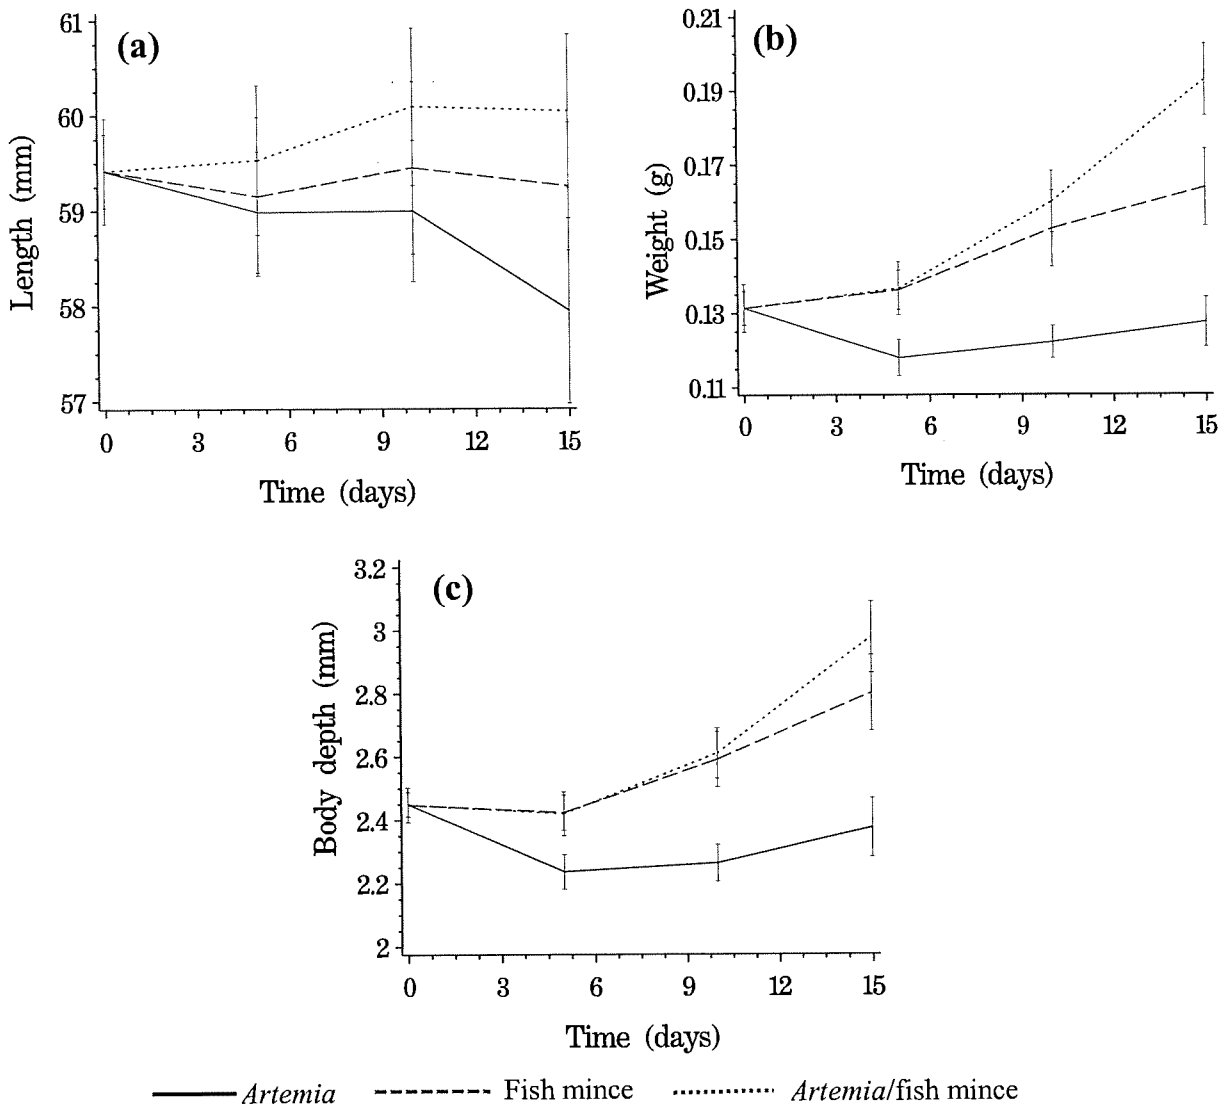 (a)
61
60
59
58
57
Length (mm)
0 3 6 9 12 15
Time (days)
(b)
0.21
0.19
0.17
0.15
0.13
0.11
Weight (g)
0 3 6 9 12 15
Time (days)
(c)
3.2
3
2.8
2.6
2.4
2.2
2
Body depth (mm)
0 3 6 9 12 15
Time (days)
Artemia Fish mince Artemia/fish mince